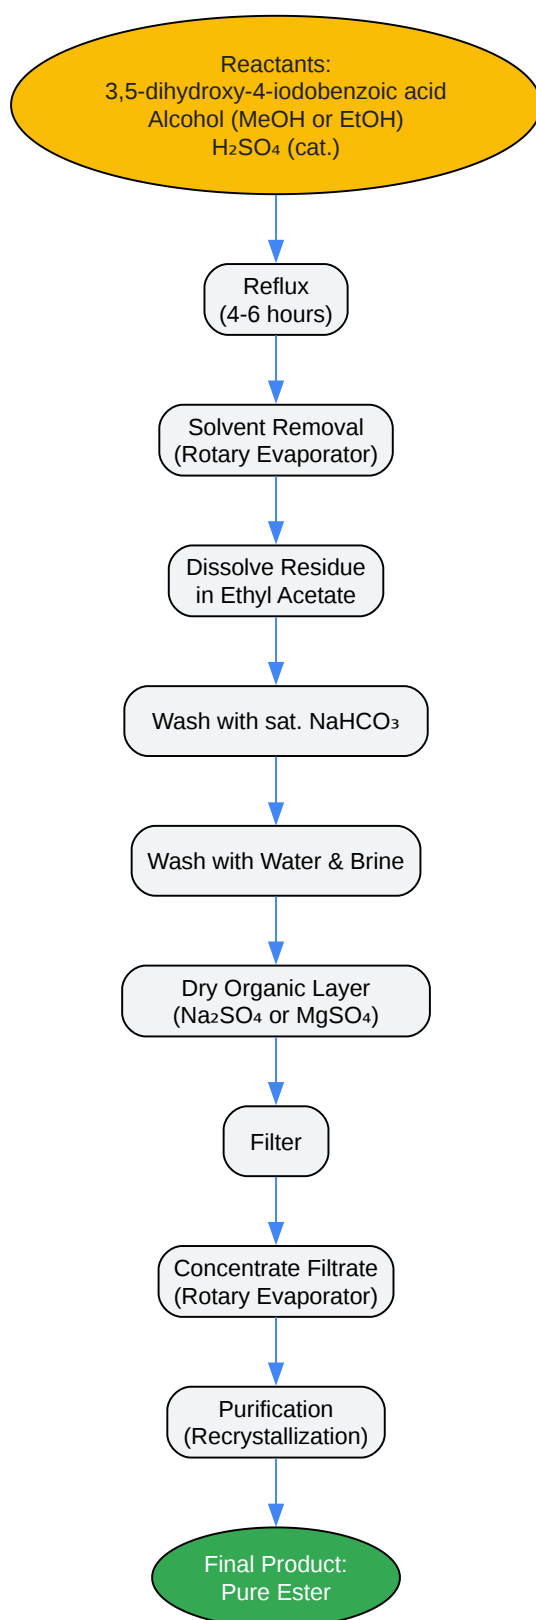 Reactants:
3,5-dihydroxy-4-iodobenzoic acid
Alcohol (MeOH or EtOH)
H₂SO₄ (cat.)
Reflux
(4-6 hours)
Solvent Removal
(Rotary Evaporator)
Dissolve Residue
in Ethyl Acetate
Wash with sat. NaHCO₃
Wash with Water & Brine
Dry Organic Layer
(Na₂SO₄ or MgSO₄)
Filter
Concentrate Filtrate
(Rotary Evaporator)
Purification
(Recrystallization)
Final Product:
Pure Ester